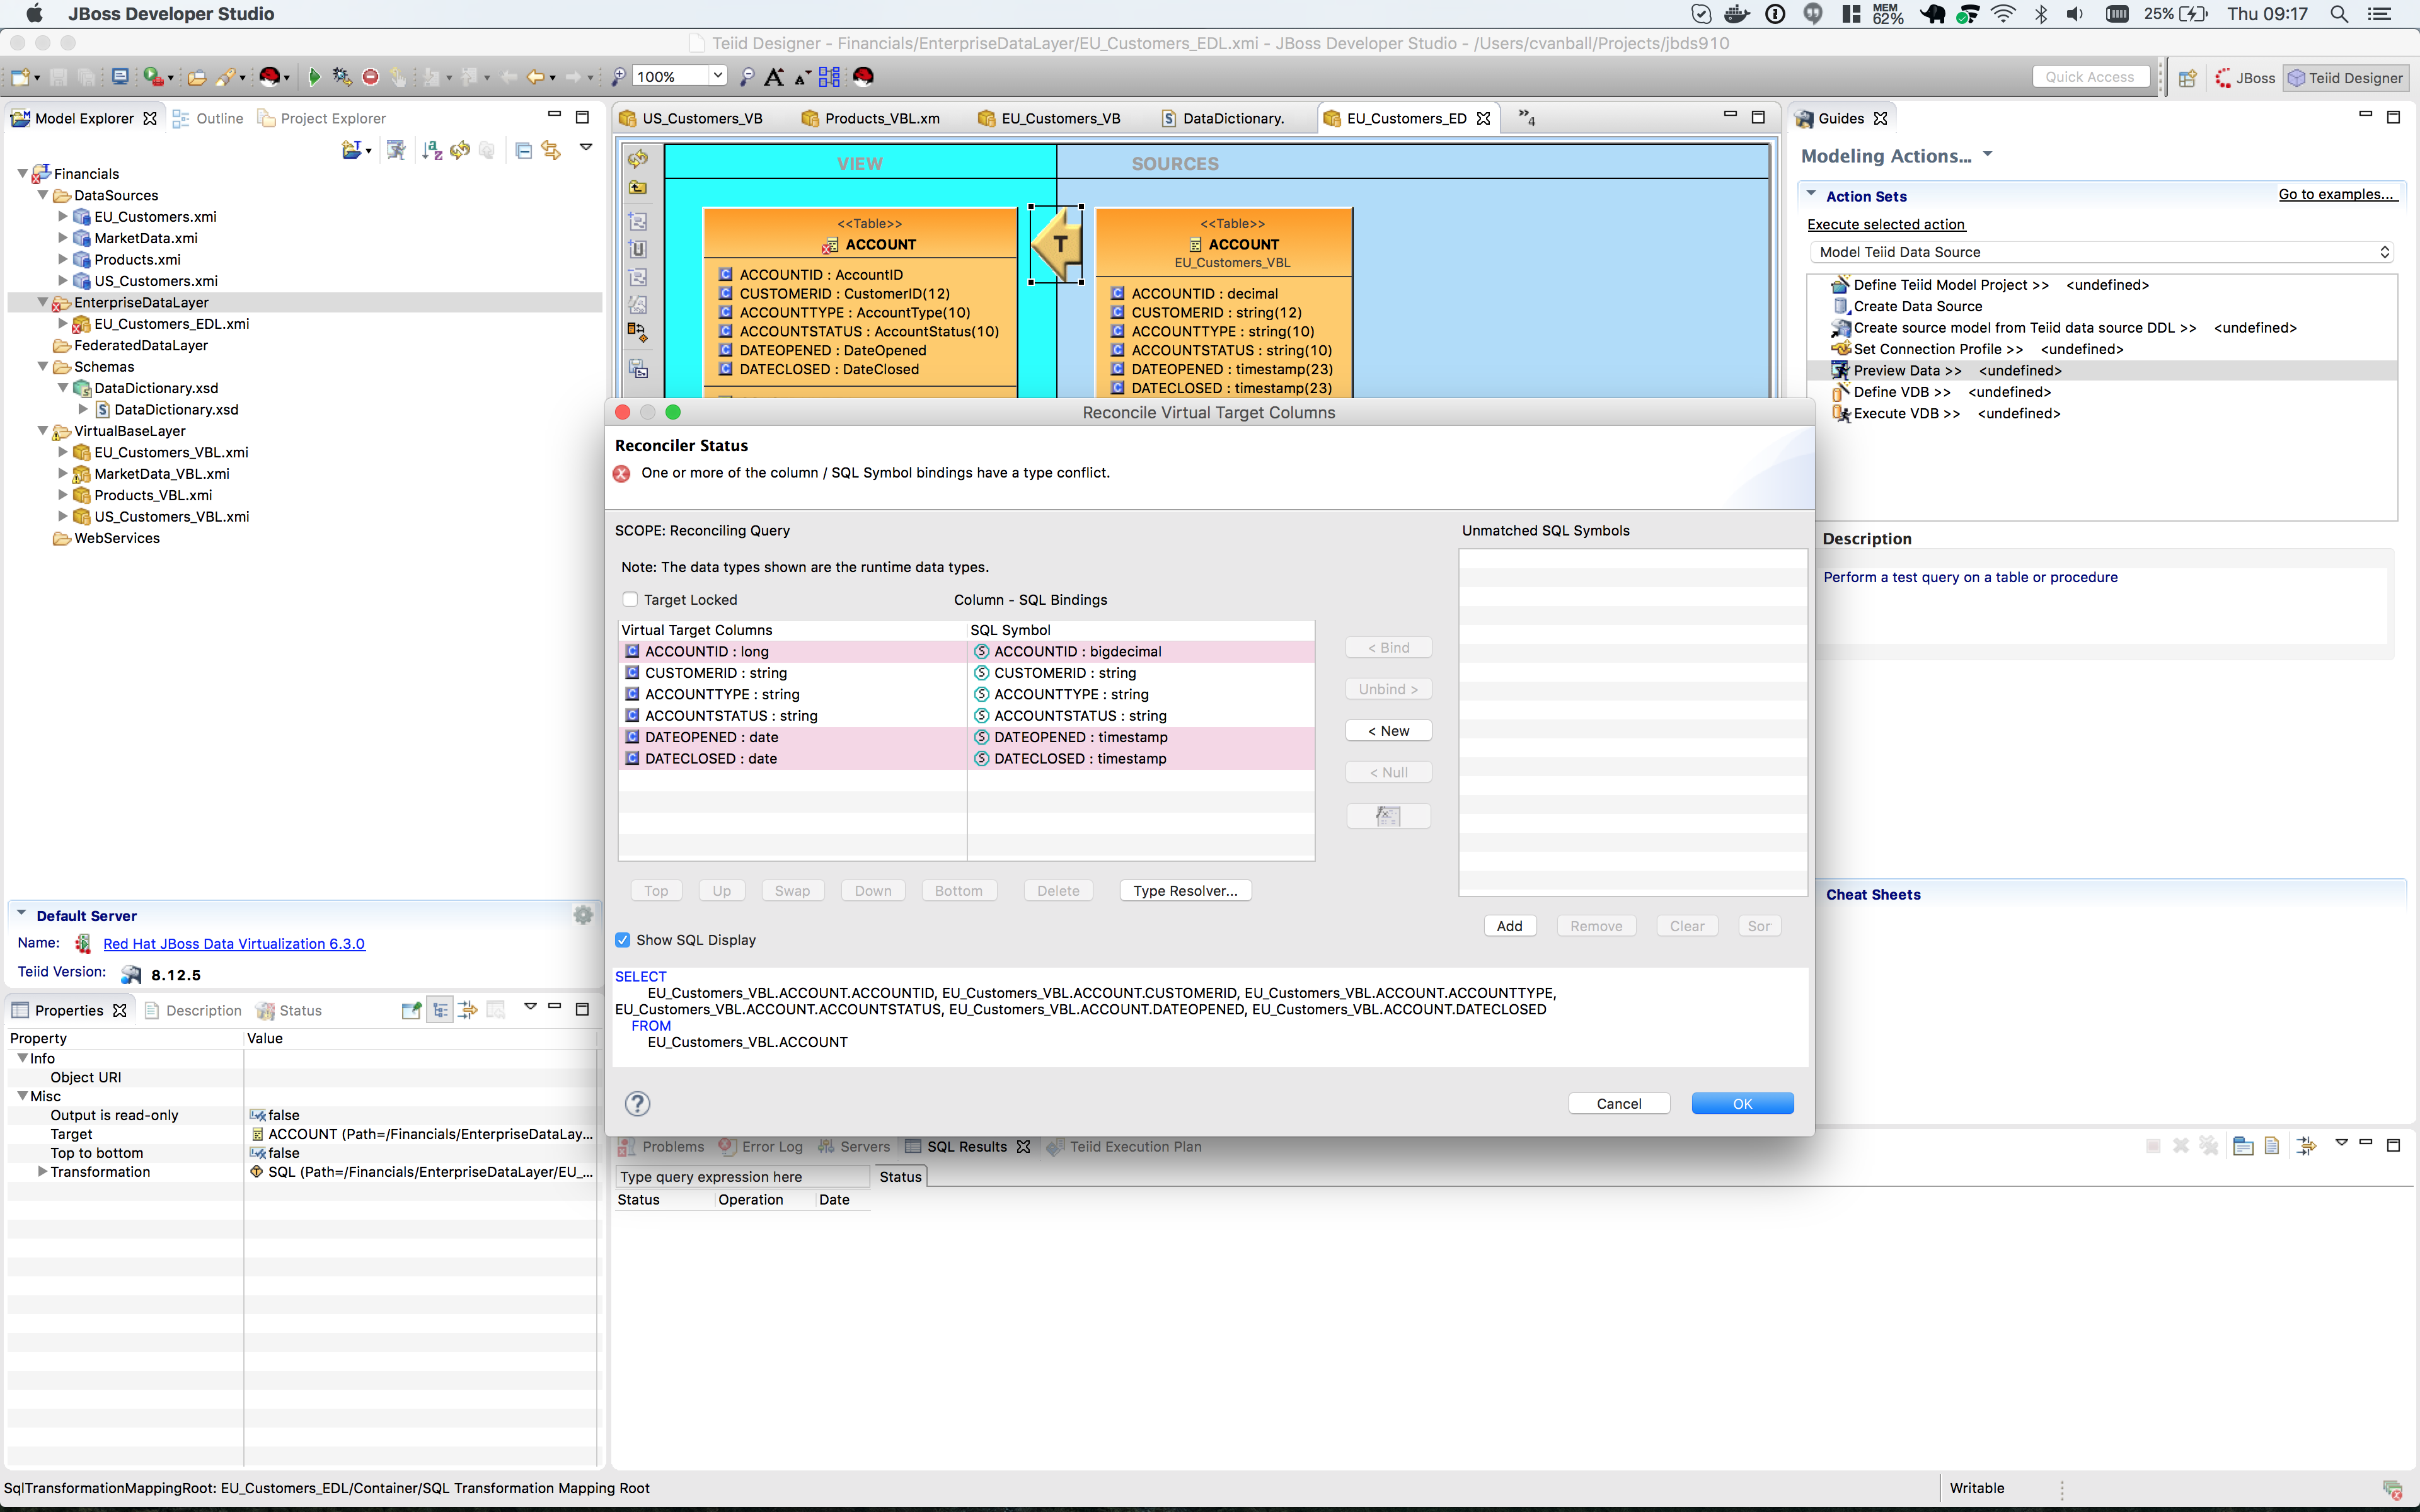 JBoss Developer Studio
MEM 62%
25%
Thu 09:17
Teiid Designer - Financials/EnterpriseDataLayer/EU_Customers_EDL.xmi - JBoss Developer Studio - /Users/cvanball/Projects/jbds910
100%
Quick Access
JBoss
Teiid Designer
Model Explorer
Outline
Project Explorer
Financials
DataSources
EU_Customers.xmi
MarketData.xmi
Products.xmi
US_Customers.xmi
EnterpriseDataLayer
EU_Customers_EDL.xmi
FederatedDataLayer
Schemas
DataDictionary.xsd
DataDictionary.xsd
VirtualBaseLayer
EU_Customers_VBL.xmi
MarketData_VBL.xmi
Products_VBL.xmi
US_Customers_VBL.xmi
WebServices
US_Customers_VB
Products_VBL.xm
EU_Customers_VB
DataDictionary.
EU_Customers_ED
»4
VIEW
SOURCES
<<Table>>
ACCOUNT
ACCOUNTID : AccountID
CUSTOMERID : CustomerID(12)
ACCOUNTTYPE : AccountType(10)
ACCOUNTSTATUS : AccountStatus(10)
DATEOPENED : DateOpened
DATECLOSED : DateClosed
T
<<Table>>
ACCOUNT
EU_Customers_VBL
ACCOUNTID : decimal
CUSTOMERID : string(12)
ACCOUNTTYPE : string(10)
ACCOUNTSTATUS : string(10)
DATEOPENED : timestamp(23)
DATECLOSED : timestamp(23)
Guides
Modeling Actions...
Action Sets
Go to examples...
Execute selected action
Model Teiid Data Source
Define Teiid Model Project >> <undefined>
Create Data Source
Create source model from Teiid data source DDL >> <undefined>
Set Connection Profile >> <undefined>
Preview Data >> <undefined>
Define VDB >> <undefined>
Execute VDB >> <undefined>
Description
Perform a test query on a table or procedure
Cheat Sheets
Reconcile Virtual Target Columns
Reconciler Status
One or more of the column / SQL Symbol bindings have a type conflict.
SCOPE: Reconciling Query
Unmatched SQL Symbols
Note: The data types shown are the runtime data types.
Target Locked
Column - SQL Bindings
Virtual Target Columns
SQL Symbol
ACCOUNTID : long
ACCOUNTID : bigdecimal
CUSTOMERID : string
CUSTOMERID : string
ACCOUNTTYPE : string
ACCOUNTTYPE : string
ACCOUNTSTATUS : string
ACCOUNTSTATUS : string
DATEOPENED : date
DATEOPENED : timestamp
DATECLOSED : date
DATECLOSED : timestamp
< Bind
Unbind >
< New
< Null
Top
Up
Swap
Down
Bottom
Delete
Type Resolver...
Add
Remove
Clear
Sor
Show SQL Display
SELECT
EU_Customers_VBL.ACCOUNT.ACCOUNTID, EU_Customers_VBL.ACCOUNT.CUSTOMERID, EU_Customers_VBL.ACCOUNT.ACCOUNTTYPE,
EU_Customers_VBL.ACCOUNT.ACCOUNTSTATUS, EU_Customers_VBL.ACCOUNT.DATEOPENED, EU_Customers_VBL.ACCOUNT.DATECLOSED
FROM
EU_Customers_VBL.ACCOUNT
?
Cancel
OK
Default Server
Name:
Red Hat JBoss Data Virtualization 6.3.0
Teiid Version:
8.12.5
Properties
Description
Status
Property
Value
Info
Object URI
Misc
Output is read-only
false
Target
ACCOUNT (Path=/Financials/EnterpriseDataLay...
Top to bottom
false
Transformation
SQL (Path=/Financials/EnterpriseDataLayer/EU_...
Problems
Error Log
Servers
SQL Results
Teiid Execution Plan
Type query expression here
Status
Status
Operation
Date
SqlTransformationMappingRoot: EU_Customers_EDL/Container/SQL Transformation Mapping Root
Writable